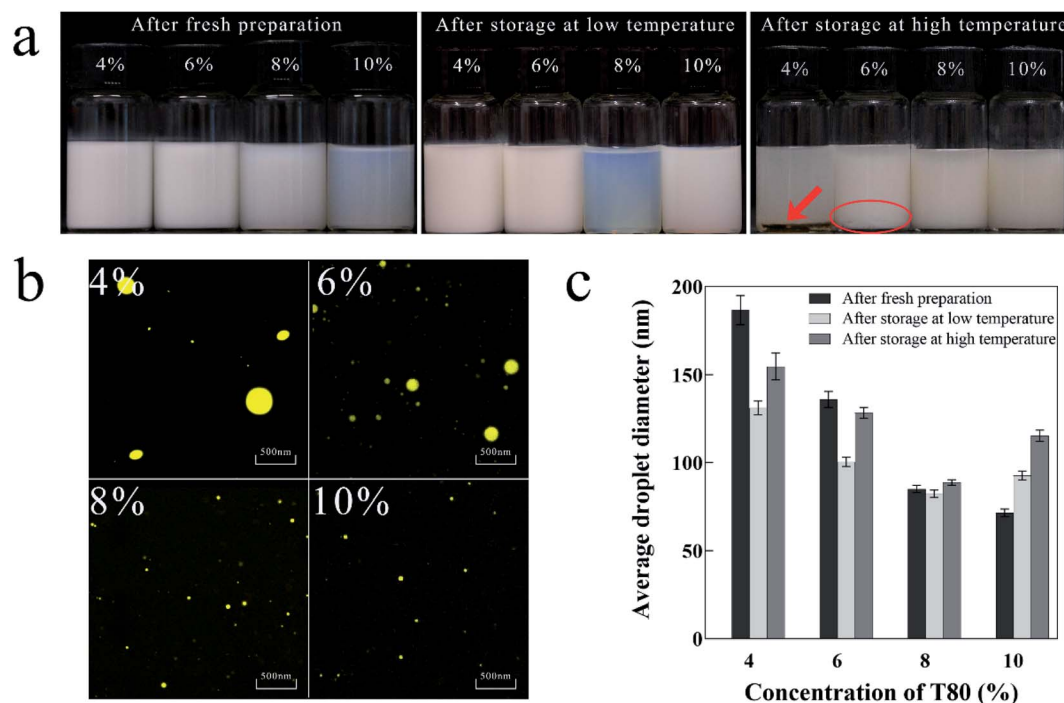 a
After fresh preparation
4% 6% 8% 10%
After storage at low temperature
4% 6% 8% 10%
After storage at high temperature
4% 6% 8% 10%
b
4%
500nm
6%
500nm
8%
500nm
10%
500nm
c
Average droplet diameter (nm)
200
150
100
50
0
After fresh preparation
After storage at low temperature
After storage at high temperature
4 6 8 10
Concentration of T80 (%)